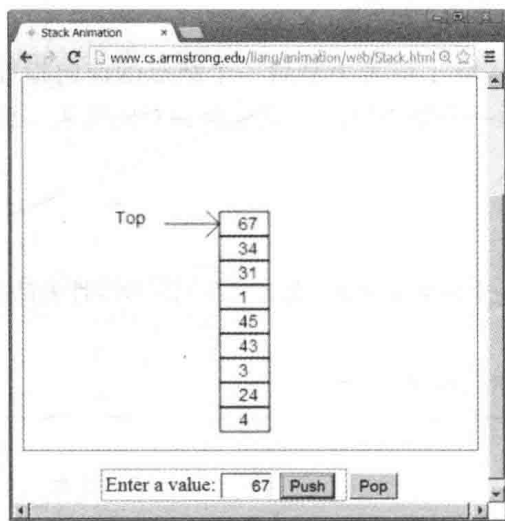 Stack Animation ×
www.cs.armstrong.edu/liang/animation/web/Stack.html
Top
67
34
31
1
45
43
3
24
4
Enter a value: 67 Push Pop